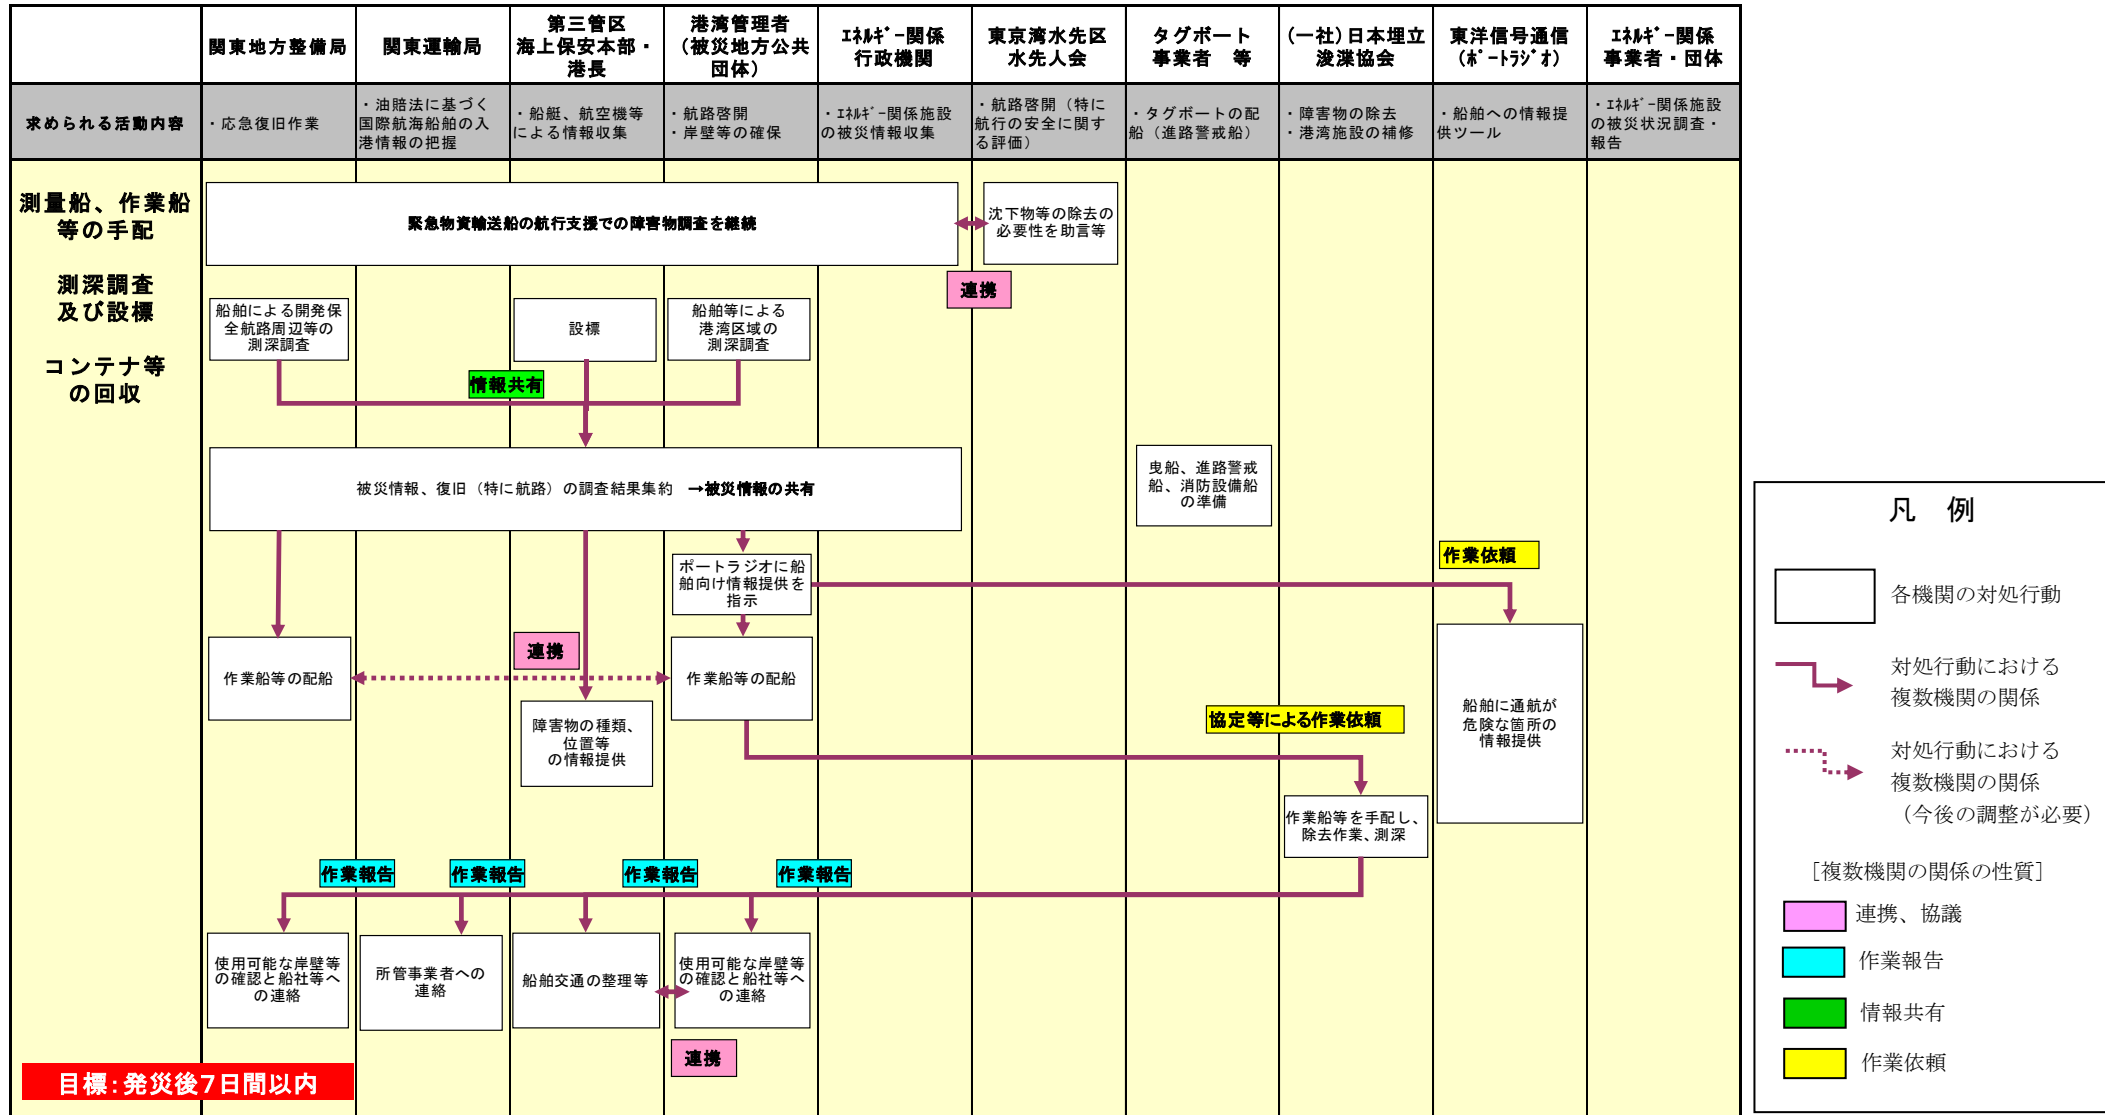 関東地方整備局
関東運輸局
第三管区
海上保安本部・
港長
港湾管理者
(被災地方公共
団体)
ｴﾈﾙｷﾞｰ関係
行政機関
東京湾水先区
水先人会
タグボート
事業者　等
(一社)日本埋立
浚渫協会
東洋信号通信
(ﾎﾟｰﾄﾗｼﾞｵ)
ｴﾈﾙｷﾞｰ関係
事業者・団体
求められる活動内容
・応急復旧作業
・油賠法に基づく
国際航海船舶の入
港情報の把握
・船艇、航空機等
による情報収集
・航路啓開
・岸壁等の確保
・ｴﾈﾙｷﾞｰ関係施設
の被災情報収集
・航路啓開（特に
航行の安全に関す
る評価）
・タグボートの配
船（進路警戒船）
・障害物の除去
・港湾施設の補修
・船舶への情報提
供ツール
・ｴﾈﾙｷﾞｰ関係施設
の被災状況調査・
報告
測量船、作業船
等の手配
測深調査
及び設標
コンテナ等
の回収
緊急物資輸送船の航行支援での障害物調査を継続
沈下物等の除去の
必要性を助言等
連携
船舶による開発保
全航路周辺等の
測深調査
設標
船舶等による
港湾区域の
測深調査
情報共有
被災情報、復旧（特に航路）の調査結果集約　→被災情報の共有
曳船、進路警戒
船、消防設備船
の準備
ポートラジオに船
舶向け情報提供を
指示
作業依頼
作業船等の配船
連携
作業船等の配船
障害物の種類、
位置等
の情報提供
協定等による作業依頼
船舶に通航が
危険な箇所の
情報提供
作業船等を手配し、
除去作業、測深
作業報告
作業報告
作業報告
作業報告
使用可能な岸壁等
の確認と船社等へ
の連絡
所管事業者への
連絡
船舶交通の整理等
使用可能な岸壁等
の確認と船社等へ
の連絡
連携
目標：発災後7日間以内
凡　例
各機関の対処行動
対処行動における
複数機関の関係
対処行動における
複数機関の関係
（今後の調整が必要）
［複数機関の関係の性質］
連携、協議
作業報告
情報共有
作業依頼